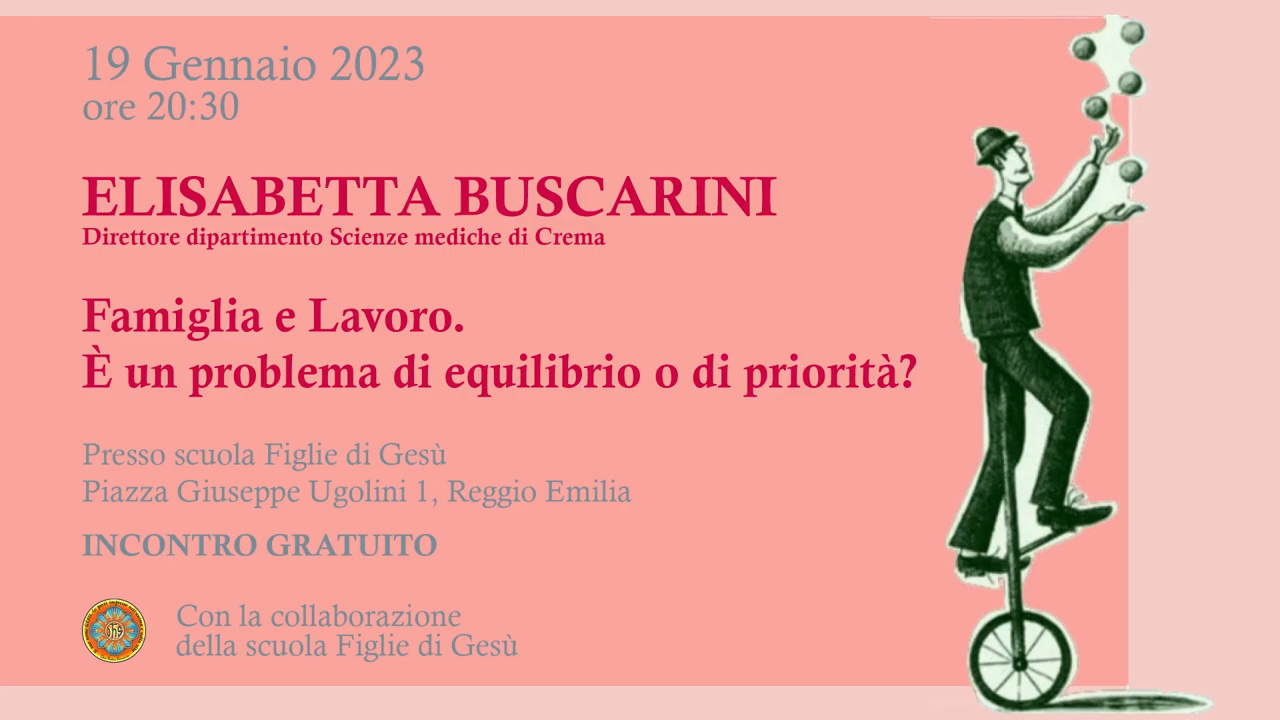 19 Gennaio 2023
ore 20:30
ELISABETTA BUSCARINI
Direttore dipartimento Scienze mediche di Crema
Famiglia e Lavoro.
È un problema di equilibrio o di priorità?
Presso scuola Figlie di Gesù
Piazza Giuseppe Ugolini 1, Reggio Emilia
INCONTRO GRATUITO
Con la collaborazione
della scuola Figlie di Gesù